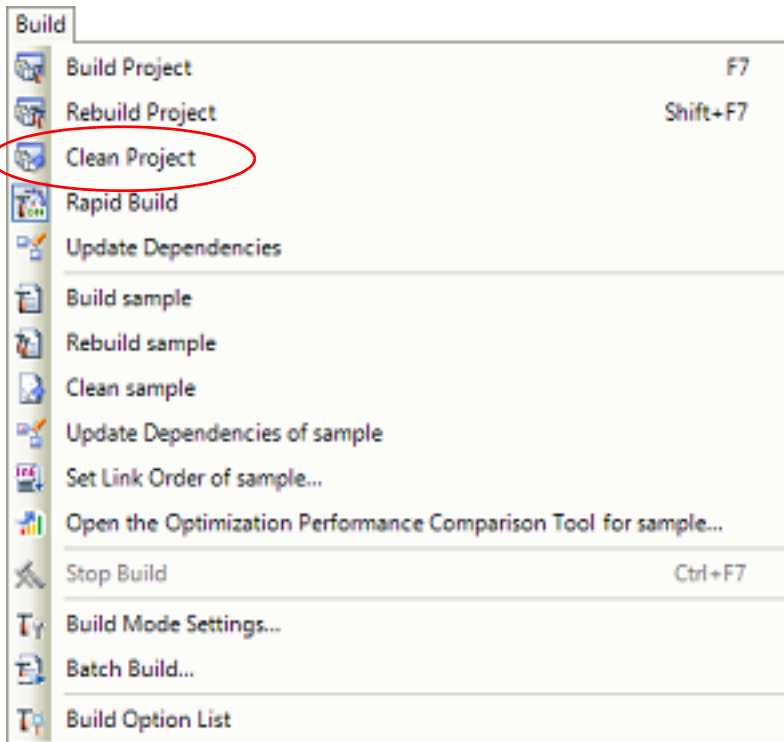 Build
Build Project F7
Rebuild Project Shift+F7
Clean Project
Rapid Build
Update Dependencies
Build sample
Rebuild sample
Clean sample
Update Dependencies of sample
Set Link Order of sample...
Open the Optimization Performance Comparison Tool for sample...
Stop Build Ctrl+F7
Build Mode Settings...
Batch Build...
Build Option List